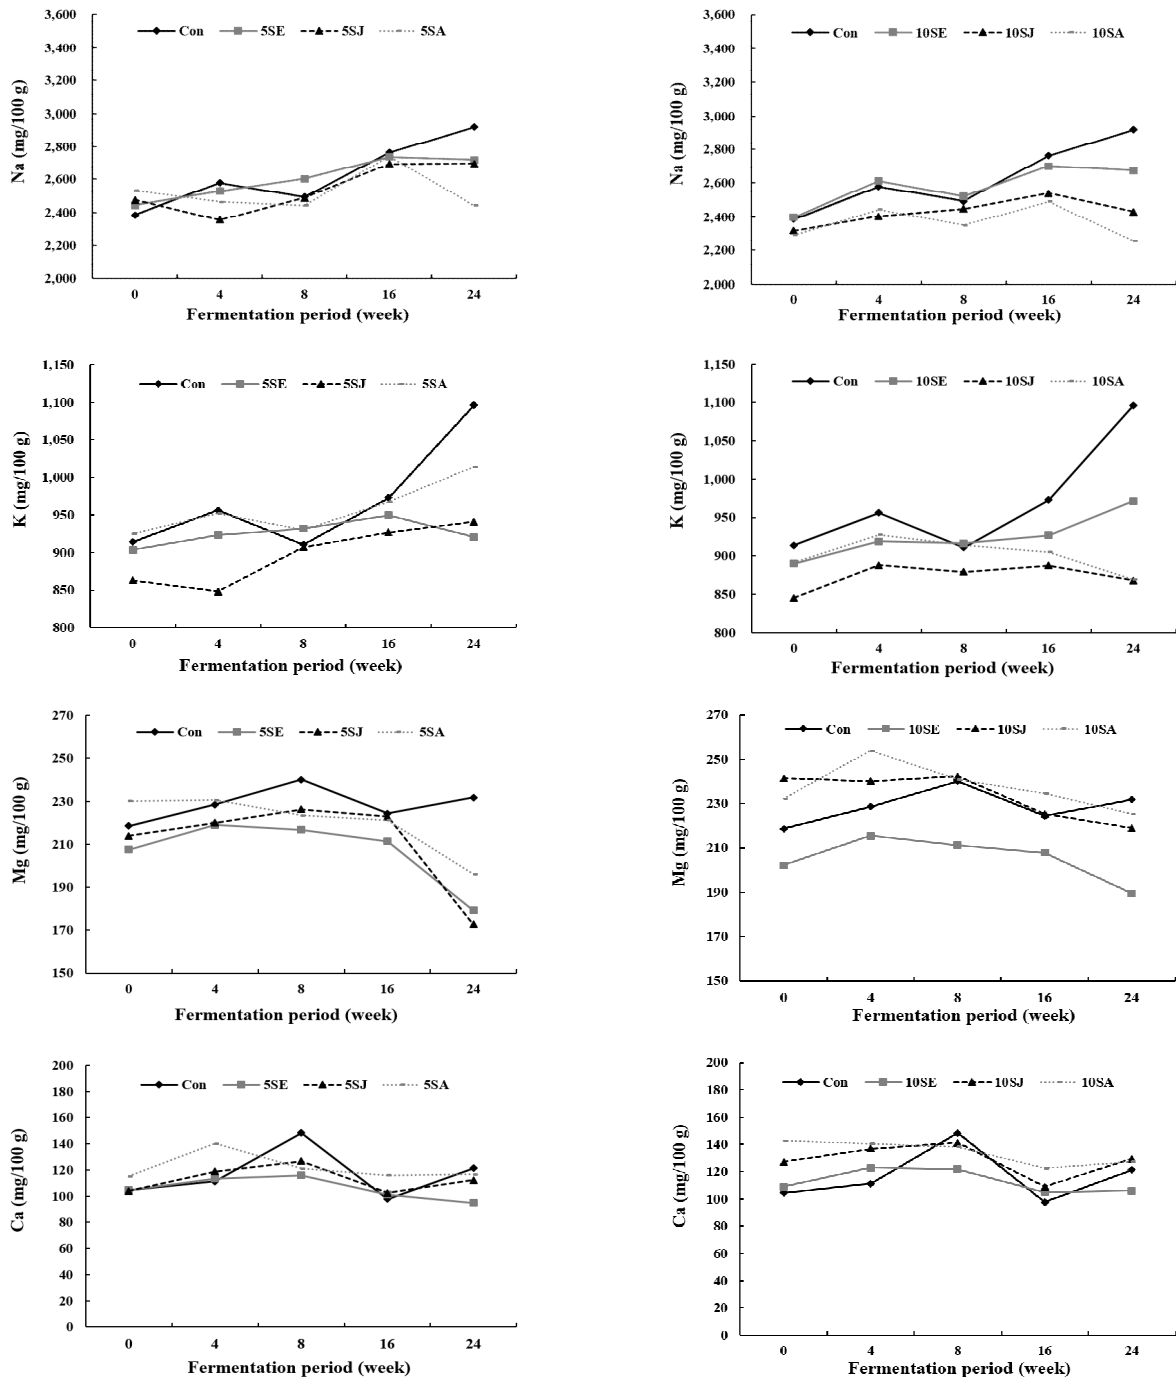 3,600
Con 5SE 5SJ 5SA
3,400
3,200
3,000
2,800
2,600
2,400
2,200
2,000
Na (mg/100 g)
0 4 8 16 24
Fermentation period (week)
3,600
Con 10SE 10SJ 10SA
3,400
3,200
3,000
2,800
2,600
2,400
2,200
2,000
Na (mg/100 g)
0 4 8 16 24
Fermentation period (week)
1,150
Con 5SE 5SJ 5SA
1,100
1,050
1,000
950
900
850
800
K (mg/100 g)
0 4 8 16 24
Fermentation period (week)
1,150
Con 10SE 10SJ 10SA
1,100
1,050
1,000
950
900
850
800
K (mg/100 g)
0 4 8 16 24
Fermentation period (week)
270
Con 5SE 5SJ 5SA
250
230
210
190
170
150
Mg (mg/100 g)
0 4 8 16 24
Fermentation period (week)
270
Con 10SE 10SJ 10SA
250
230
210
190
170
150
Mg (mg/100 g)
0 4 8 16 24
Fermentation period (week)
200
Con 5SE 5SJ 5SA
180
160
140
120
100
80
60
40
20
0
Ca (mg/100 g)
0 4 8 16 24
Fermentation period (week)
200
Con 10SE 10SJ 10SA
180
160
140
120
100
80
60
40
20
0
Ca (mg/100 g)
0 4 8 16 24
Fermentation period (week)